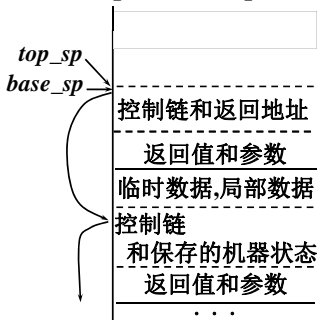 top_sp
base_sp
控制链和返回地址
返回值和参数
临时数据,局部数据
控制链
和保存的机器状态
返回值和参数
. . .